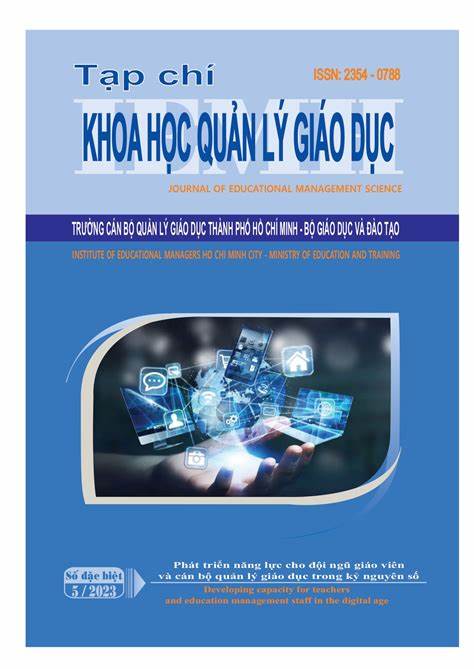 Tạp chí
ISSN: 2354 - 0788
KHOA HỌC QUẢN LÝ GIÁO DỤC
JOURNAL OF EDUCATIONAL MANAGEMENT SCIENCE
TRƯỜNG CÁN BỘ QUẢN LÝ GIÁO DỤC THÀNH PHỐ HỒ CHÍ MINH - BỘ GIÁO DỤC VÀ ĐÀO TẠO
INSTITUTE OF EDUCATIONAL MANAGERS HO CHI MINH CITY - MINISTRY OF EDUCATION AND TRAINING
Số đặc biệt
5 / 2023
Phát triển năng lực cho đội ngũ giáo viên
và cán bộ quản lý giáo dục trong kỷ nguyên số
Developing capacity for teachers
and education management staff in the digital age